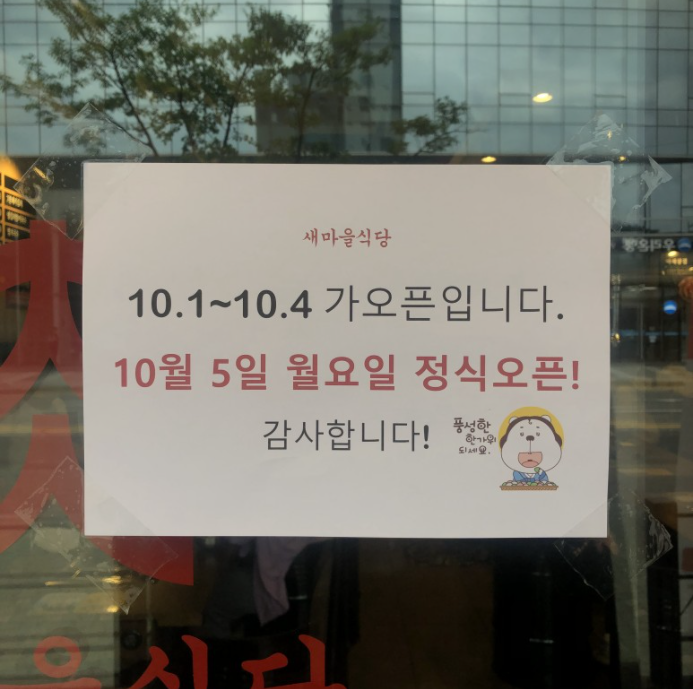 새마을식당
10.1~10.4 가오픈입니다.
10월 5일 월요일 정식오픈!
감사합니다!
풍성한
한가위
되세요.
식당